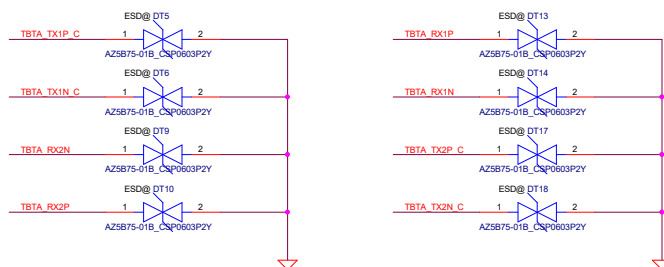 ESD@ DT5
TBTA_TX1P_C 1 2
AZ5B75-01B_CSP0603P2Y
ESD@ DT6
TBTA_TX1N_C 1 2
AZ5B75-01B_CSP0603P2Y
ESD@ DT9
TBTA_RX2N 1 2
AZ5B75-01B_CSP0603P2Y
ESD@ DT10
TBTA_RX2P 1 2
AZ5B75-01B_CSP0603P2Y
ESD@ DT13
TBTA_RX1P 1 2
AZ5B75-01B_CSP0603P2Y
ESD@ DT14
TBTA_RX1N 1 2
AZ5B75-01B_CSP0603P2Y
ESD@ DT17
TBTA_TX2P_C 1 2
AZ5B75-01B_CSP0603P2Y
ESD@ DT18
TBTA_TX2N_C 1 2
AZ5B75-01B_CSP0603P2Y